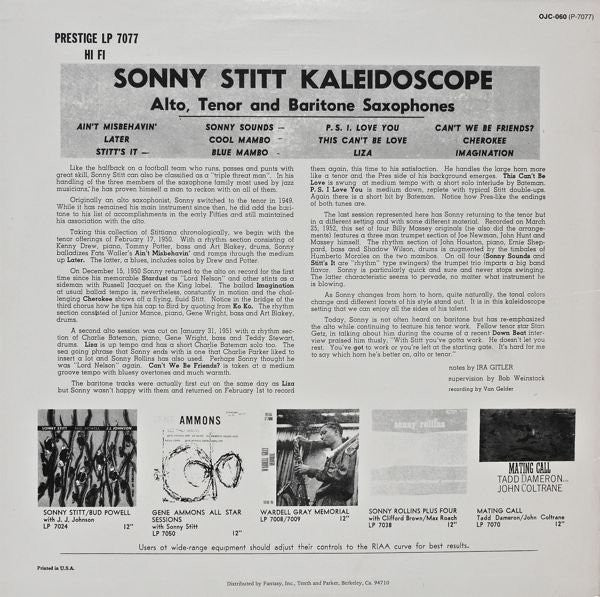 OJC-060 (P-7077)
PRESTIGE LP 7077
HI FI
SONNY STITT KALEIDOSCOPE
Alto, Tenor and Baritone Saxophones
AIN'T MISBEHAVIN' SONNY SOUNDS — P. S. I. LOVE YOU CAN'T WE BE FRIENDS?
LATER COOL MAMBO - THIS CAN'T BE LOVE CHEROKEE
STITT'S IT — BLUE MAMBO - LIZA IMAGINATION
Like the halfback on a football team who runs, passes and punts with
great skill, Sonny Stitt can also be classified as a "triple threat man". In his
handling of the three members of the saxophone family most used by jazz
musicians, he has proven himself a man to reckon with on all of them.
Originally an alto saxophonist, Sonny switched to the tenor in 1949.
While it has remained his main instrument since then, he did add the bari-
tone to his list of accomplishments in the early Fifties and still maintained
his association with the alto.
Taking this collection of Stittiana chronologically, we begin with the
tenor offerings of February 17, 1950. With a rhythm section consisting of
Kenny Drew, piano, Tommy Potter, bass and Art Blakey, drums, Sonny
balladizes Fats Waller's Ain't Misbehavin' and romps through the medium
up Later. The latter, a blues, has short solos by Drew and Potter.
On December 15, 1950 Sonny returned to the alto on record for the first
time since his memorable Stardust as "Lord Nelson" and other stints as a
sideman with Russell Jacquet on the King label. The ballad Imagination
at usual ballad tempo is, nevertheless, constantly in motion and the chal-
lenging Cherokee shows off a flying, fluid Stitt. Notice in the bridge of the
third chorus how he tips his cap to Bird by quoting from Ko Ko. The rhythm
section consisted of Junior Mance, piano, Gene Wright, bass and Art Blakey,
drums.
A second alto session was cut on January 31, 1951 with a rhythm sec-
tion of Charlie Bateman, piano, Gene Wright, bass and Teddy Stewart,
drums. Liza is up tempo and has a short Charlie Bateman solo too. The
sea going phrase that Sonny ends with is one that Charlie Parker liked to
insert a lot and Sonny Rollins has also used. Perhaps Sonny thought he
was "Lord Nelson" again. Can't We Be Friends? is taken at a medium
groove tempo with bluesy overtones and much warmth.
The baritone tracks were actually first cut on the same day as Liza
but Sonny wasn't happy with them and returned on February 1st to record
them again, this time to his satisfaction. He handles the large horn more
like a tenor and the Pres side of his background emerges. This Can't Be
Love is swung at medium tempo with a short solo interlude by Bateman.
P. S. I Love You is medium down, replete with typical Stitt double-ups.
Again there is a short bit by Bateman. Notice how Pres-like the endings
of both tunes are.
The last session represented here has Sonny returning to the tenor but
in a different setting and with some different material. Recorded on March
25, 1952, this set of four Billy Massey originals (he also did the arrange-
ments) features a three man trumpet section of Joe Newman, John Hunt and
Massey himself. The rhythm section of John Houston, piano, Ernie Shep-
pard, bass and Shadow Wilson, drums is augmented by the timbales of
Humberto Morales on the two mambos. On all four (Sonny Sounds and
Stitt's It are "rhythm" type swingers) the trumpet trio imparts a big band
flavor. Sonny is particularly quick and sure and never stops swinging.
The latter characteristic seems to pervade, no matter what instrument he
is blowing.
As Sonny changes from horn to horn, quite naturally, the tonal colors
change and different facets of his style stand out. It is in this kaleidoscope
setting that we can enjoy all the sides of his talent.
Today, Sonny is not often heard on baritone but has re-emphasized
the alto while continuing to feature his tenor work. Fellow tenor star Stan
Getz, in talking about him during the course of a recent Down Beat inter-
view praised him thusly, "With Stitt you've gotta work. He doesn't let you
rest. You've got to work or you're left at the starting gate. It's hard for me
to say which horn he's better on, alto or tenor."
notes by IRA GITLER
supervision by Bob Weinstock
recording by Van Gelder
SONNY STITT BUD POWELL J.J. JOHNSON
AMMONS
WARDELL GRAY
sonny rollins
MATING CALL
TADD DAMERON
JOHN COLTRANE
SONNY STITT/BUD POWELL
with J. J. Johnson
LP 7024 12"
GENE AMMONS ALL STAR
SESSIONS
with Sonny Stitt
LP 7050 12"
WARDELL GRAY MEMORIAL
LP 7008/7009 12"
SONNY ROLLINS PLUS FOUR
with Clifford Brown/Max Roach
LP 7038 12"
MATING CALL
Tadd Dameron/John Coltrane
LP 7070 12"
Users of wide-range equipment should adjust their controls to the RIAA curve for best results.
Printed in U.S.A.
Distributed by Fantasy, Inc., Tenth and Parker, Berkeley, Ca. 94710